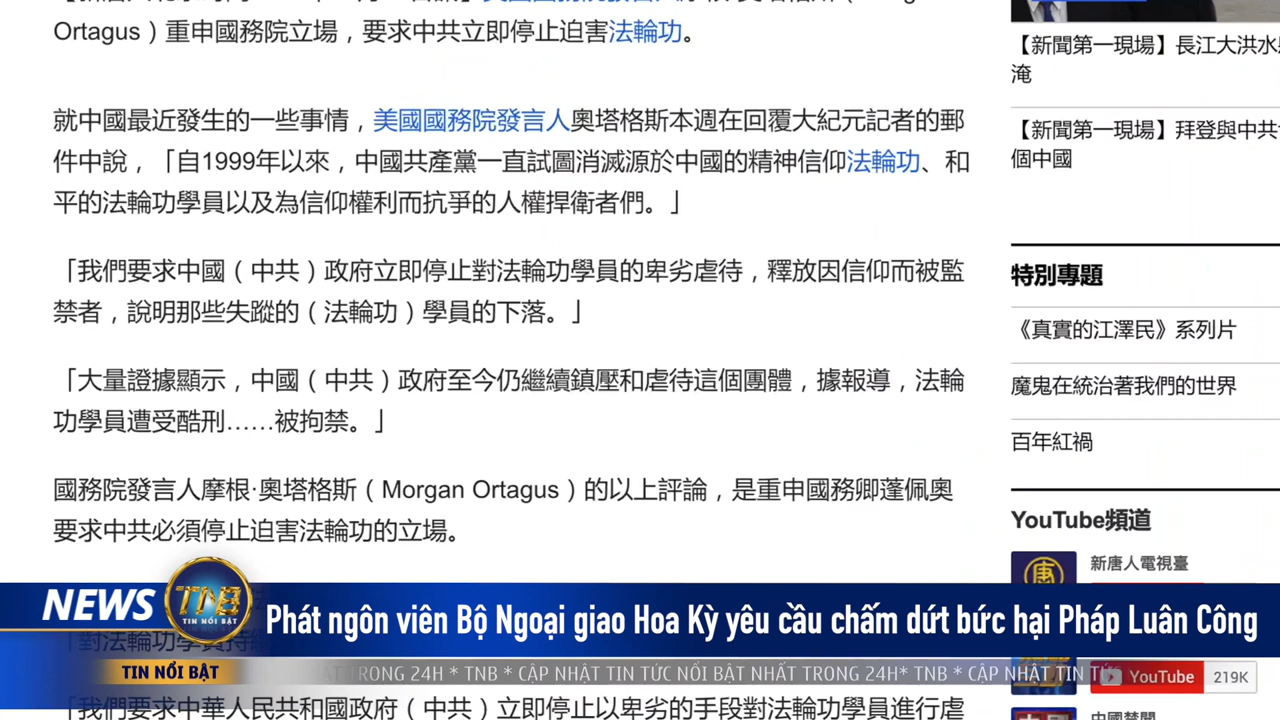 Ortagus）重申國務院立場，要求中共立即停止迫害法輪功。
就中國最近發生的一些事情，美國國務院發言人奧塔格斯本週在回覆大紀元記者的郵
件中說，「自1999年以來，中國共產黨一直試圖消滅源於中國的精神信仰法輪功、和
平的法輪功學員以及為信仰權利而抗爭的人權捍衛者們。」
「我們要求中國（中共）政府立即停止對法輪功學員的卑劣虐待，釋放因信仰而被監
禁者，說明那些失蹤的（法輪功）學員的下落。」
「大量證據顯示，中國（中共）政府至今仍繼續鎮壓和虐待這個團體，據報導，法輪
功學員遭受酷刑……被拘禁。」
國務院發言人摩根·奧塔格斯（Morgan Ortagus）的以上評論，是重申國務卿蓬佩奧
要求中共必須停止迫害法輪功的立場。
「我們要求中華人民共和國政府（中共）立即停止以卑劣的手段對法輪功學員進行虐
【新聞第一現場】長江大洪水
淹
【新聞第一現場】拜登與中共
個中國
特別專題
《真實的江澤民》系列片
魔鬼在統治著我們的世界
百年紅禍
YouTube頻道
新唐人電視臺
YouTube 219K
中國禁聞
NEWS TNB TIN NỔI BẬT
Phát ngôn viên Bộ Ngoại giao Hoa Kỳ yêu cầu chấm dứt bức hại Pháp Luân Công
TIN NỔI BẬT
TRONG 24H * TNB * CẬP NHẬT TIN TỨC NỔI BẬT NHẤT TRONG 24H* TNB * CẬP NHẬT TIN